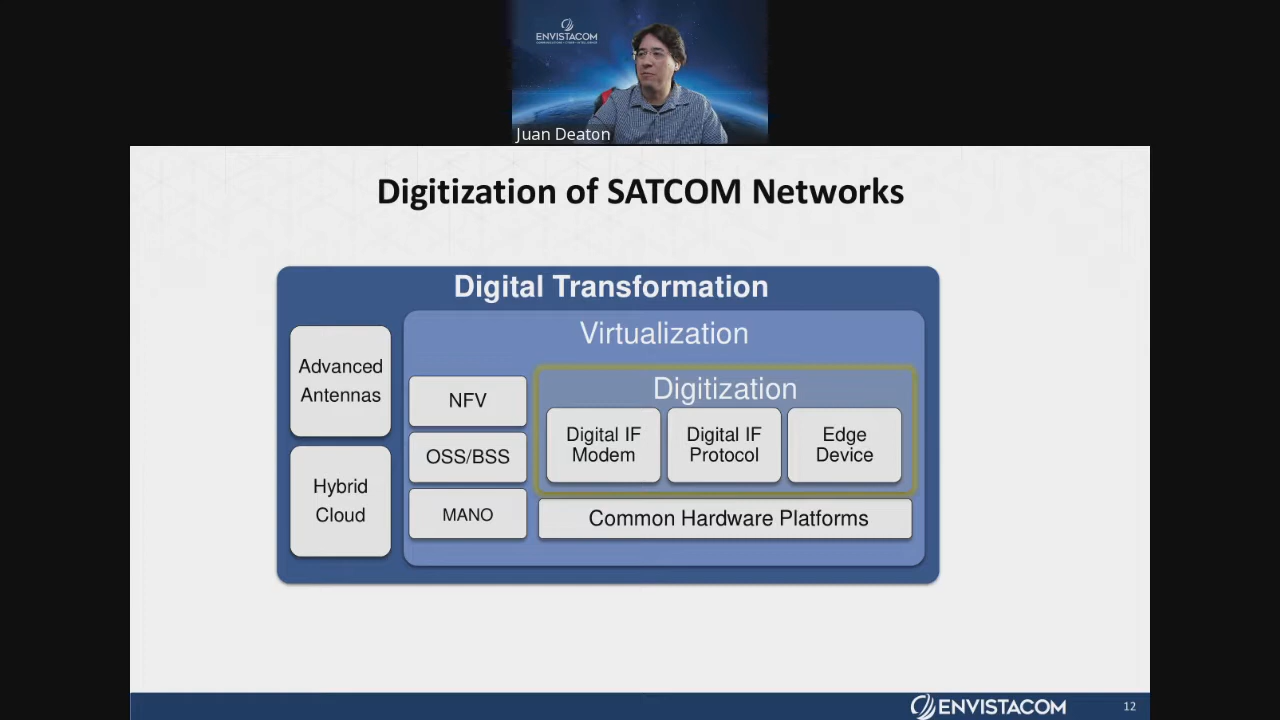 ENVISTACOM
Juan Deaton
Digitization of SATCOM Networks
Digital Transformation
Virtualization
Advanced
Antennas
Hybrid
Cloud
NFV
OSS/BSS
MANO
Digitization
Digital IF
Modem
Digital IF
Protocol
Edge
Device
Common Hardware Platforms
ENVISTACOM
12